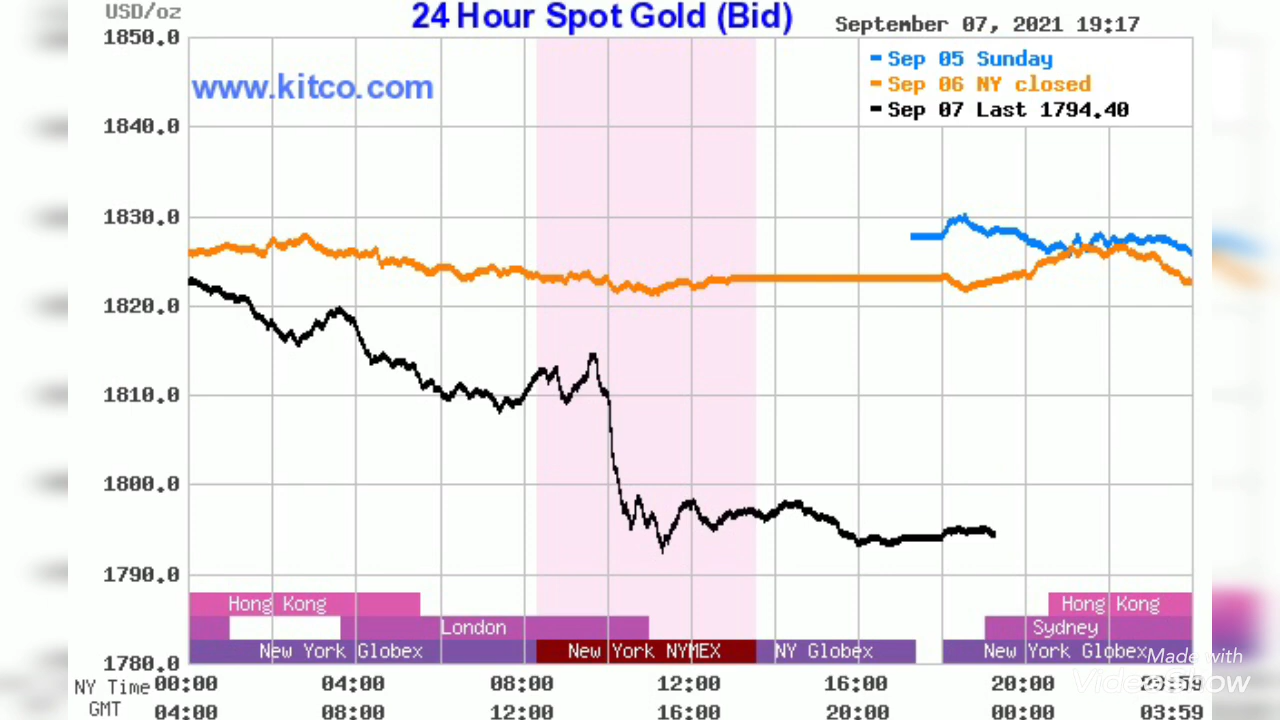 USD/oz
24 Hour Spot Gold (Bid)
September 07, 2021 19:17
1850.0
1840.0
1830.0
1820.0
1810.0
1800.0
1790.0
1780.0
www.kitco.com
Sep 05 Sunday
Sep 06 NY closed
Sep 07 Last 1794.40
Hong Kong
Hong Kong
London
Sydney
New York Globex
New York NYMEX
NY Globex
New York Globex
Made with
VideoShow
NY Time 00:00 04:00 08:00 12:00 16:00 20:00 23:59
GMT 04:00 08:00 12:00 16:00 20:00 00:00 03:59